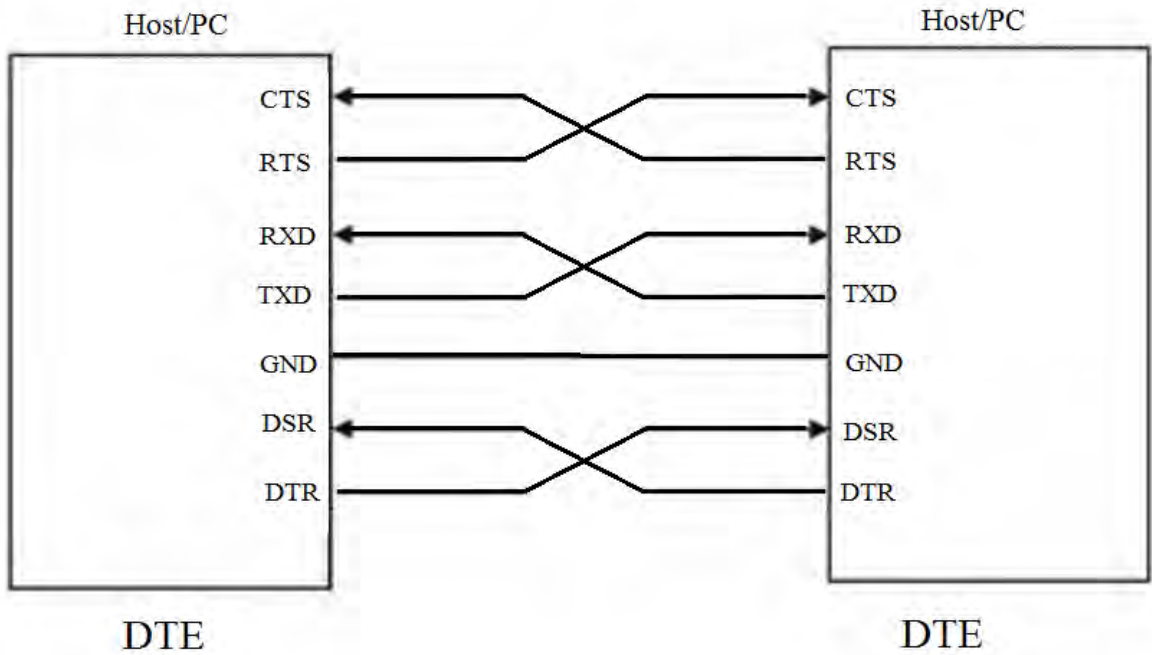 Host/PC
Host/PC
CTS
CTS
RTS
RTS
RXD
RXD
TXD
TXD
GND
GND
DSR
DSR
DTR
DTR
DTE
DTE